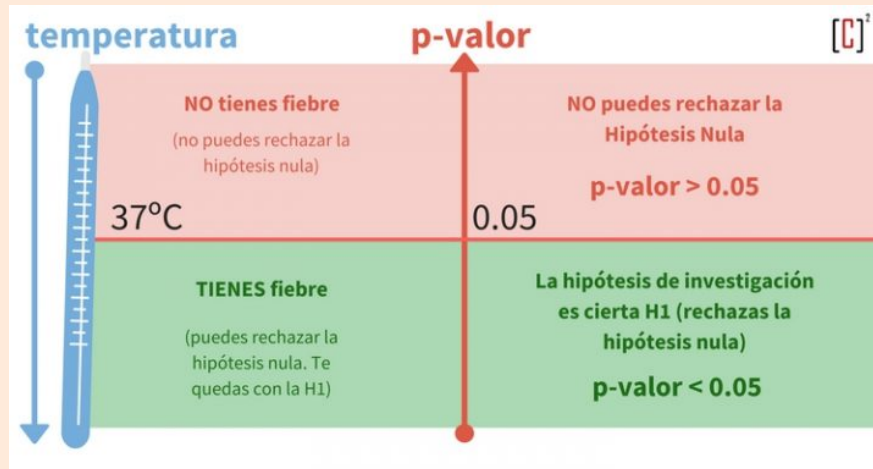 temperatura
p-valor
[C]²
NO tienes fiebre
(no puedes rechazar la
hipótesis nula)
NO puedes rechazar la
Hipótesis Nula
p-valor > 0.05
37ºC
0.05
TIENES fiebre
(puedes rechazar la
hipótesis nula. Te
quedas con la H1)
La hipótesis de investigación
es cierta H1 (rechazas la
hipótesis nula)
p-valor < 0.05